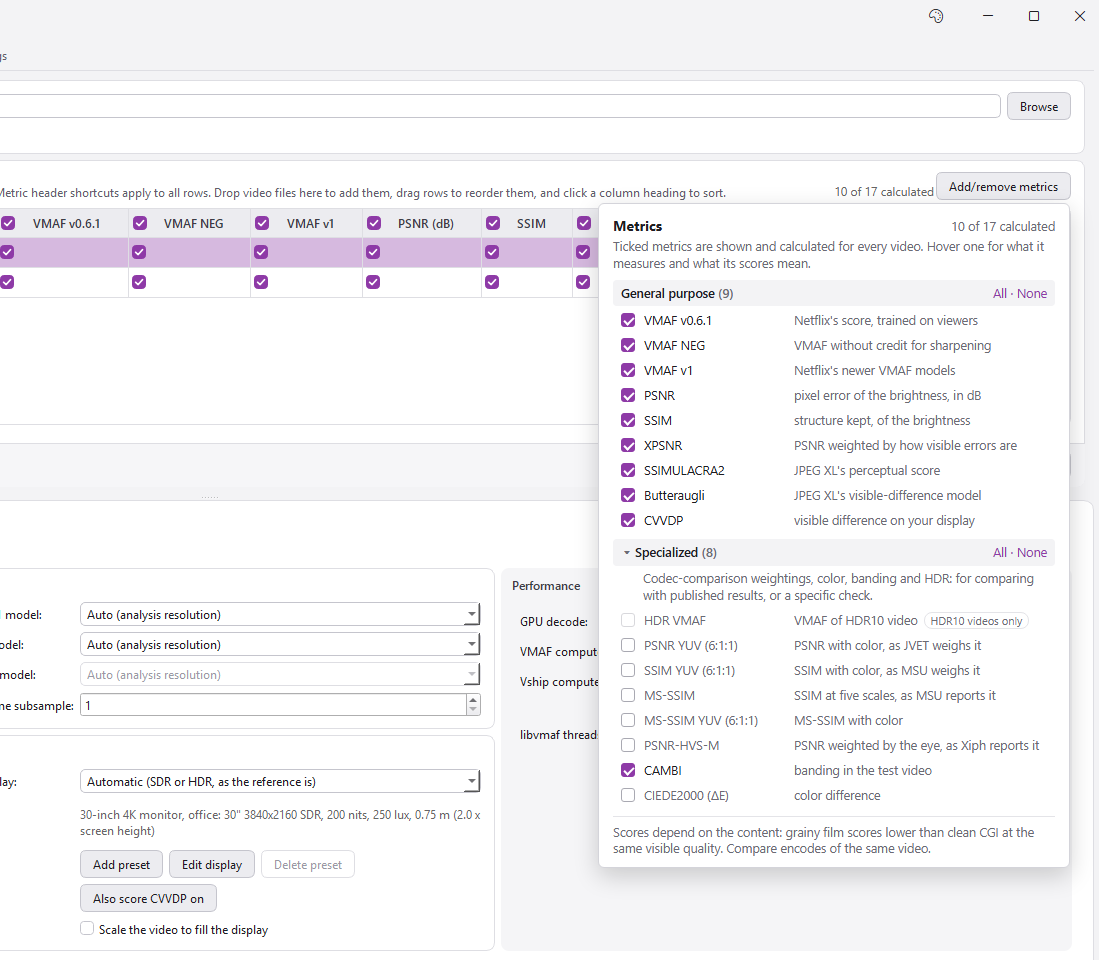 gs
Browse
Metric header shortcuts apply to all rows. Drop video files here to add them, drag rows to reorder them, and click a column heading to sort.
10 of 17 calculated
Add/remove metrics
VMAF v0.6.1
VMAF NEG
VMAF v1
PSNR (dB)
SSIM
Metrics
10 of 17 calculated
Ticked metrics are shown and calculated for every video. Hover one for what it
measures and what its scores mean.
General purpose (9)
All · None
VMAF v0.6.1 Netflix's score, trained on viewers
VMAF NEG VMAF without credit for sharpening
VMAF v1 Netflix's newer VMAF models
PSNR pixel error of the brightness, in dB
SSIM structure kept, of the brightness
XPSNR PSNR weighted by how visible errors are
SSIMULACRA2 JPEG XL's perceptual score
Butteraugli JPEG XL's visible-difference model
CVVDP visible difference on your display
Specialized (8)
All · None
Codec-comparison weightings, color, banding and HDR: for comparing
with published results, or a specific check.
HDR VMAF VMAF of HDR10 video HDR10 videos only
PSNR YUV (6:1:1) PSNR with color, as JVET weighs it
SSIM YUV (6:1:1) SSIM with color, as MSU weighs it
MS-SSIM SSIM at five scales, as MSU reports it
MS-SSIM YUV (6:1:1) MS-SSIM with color
PSNR-HVS-M PSNR weighted by the eye, as Xiph reports it
CAMBI banding in the test video
CIEDE2000 (ΔE) color difference
Scores depend on the content: grainy film scores lower than clean CGI at the
same visible quality. Compare encodes of the same video.
model: Auto (analysis resolution)
odel: Auto (analysis resolution)
model: Auto (analysis resolution)
me subsample: 1
lay: Automatic (SDR or HDR, as the reference is)
30-inch 4K monitor, office: 30" 3840x2160 SDR, 200 nits, 250 lux, 0.75 m (2.0 x
screen height)
Add preset
Edit display
Delete preset
Also score CVVDP on
Scale the video to fill the display
Performance
GPU decode:
VMAF comput
Vship compute
libvmaf thread